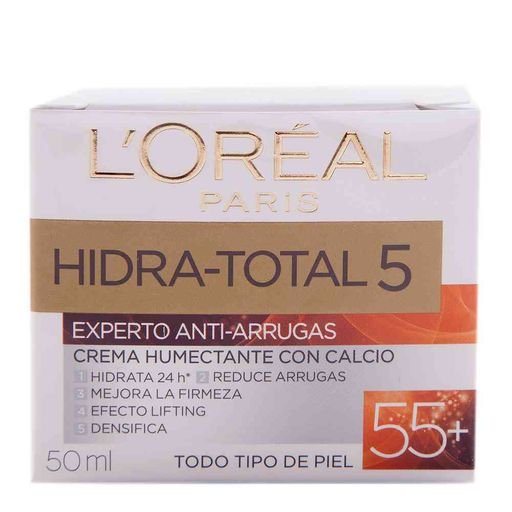 L'ORÉAL
PARIS
HIDRA-TOTAL 5
EXPERTO ANTI-ARRUGAS
CREMA HUMECTANTE CON CALCIO
1 HIDRATA 24 h* 2 REDUCE ARRUGAS
3 MEJORA LA FIRMEZA
4 EFECTO LIFTING
5 DENSIFICA
55+
50 ml TODO TIPO DE PIEL